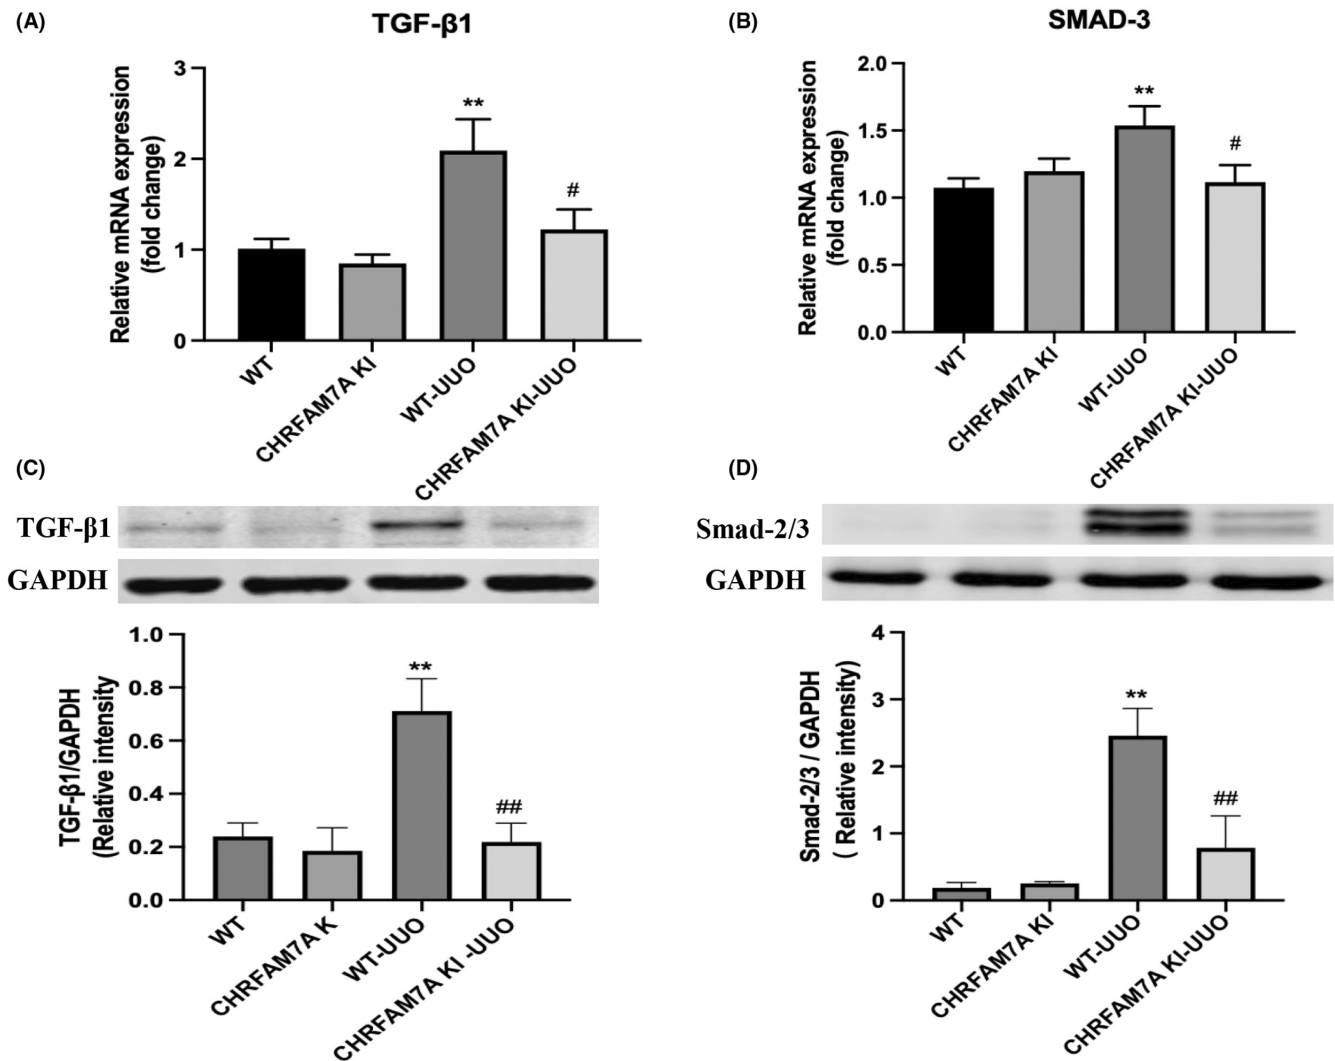 (A)
TGF-β1
Relative mRNA expression
(fold change)
3
2
1
0
**
#
WT
CHRFAM7A KI
WT-UUO
CHRFAM7A KI-UUO
(B)
SMAD-3
Relative mRNA expression
(fold change)
2.0
1.5
1.0
0.5
0.0
**
#
WT
CHRFAM7A KI
WT-UUO
CHRFAM7A KI-UUO
(C)
TGF-β1
GAPDH
TGF-β1/GAPDH
(Relative intensity
1.0
0.8
0.6
0.4
0.2
0.0
**
##
WT
CHRFAM7A K
WT-UUO
CHRFAM7A KI -UUO
(D)
Smad-2/3
GAPDH
Smad-2/3 / GAPDH
( Relative intensity)
4
3
2
1
0
**
##
WT
CHRFAM7A KI
WT-UUO
CHRFAM7A KI-UUO